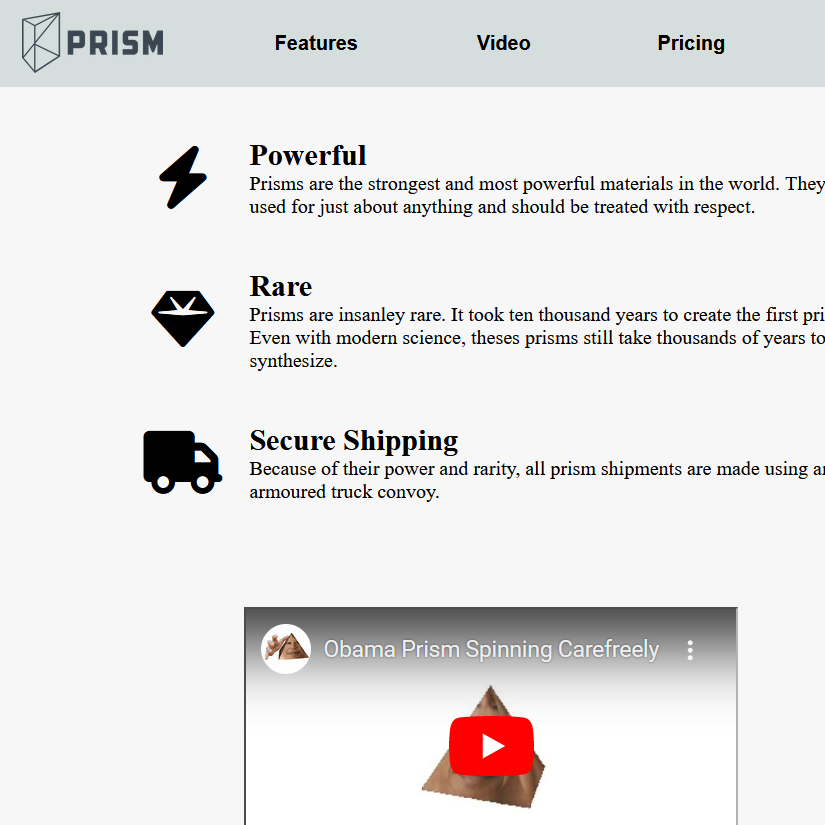 PRISM
Features
Video
Pricing
Powerful
Prisms are the strongest and most powerful materials in the world. They
used for just about anything and should be treated with respect.
Rare
Prisms are insanley rare. It took ten thousand years to create the first pri
Even with modern science, theses prisms still take thousands of years to
synthesize.
Secure Shipping
Because of their power and rarity, all prism shipments are made using an
armoured truck convoy.
Obama Prism Spinning Carefreely